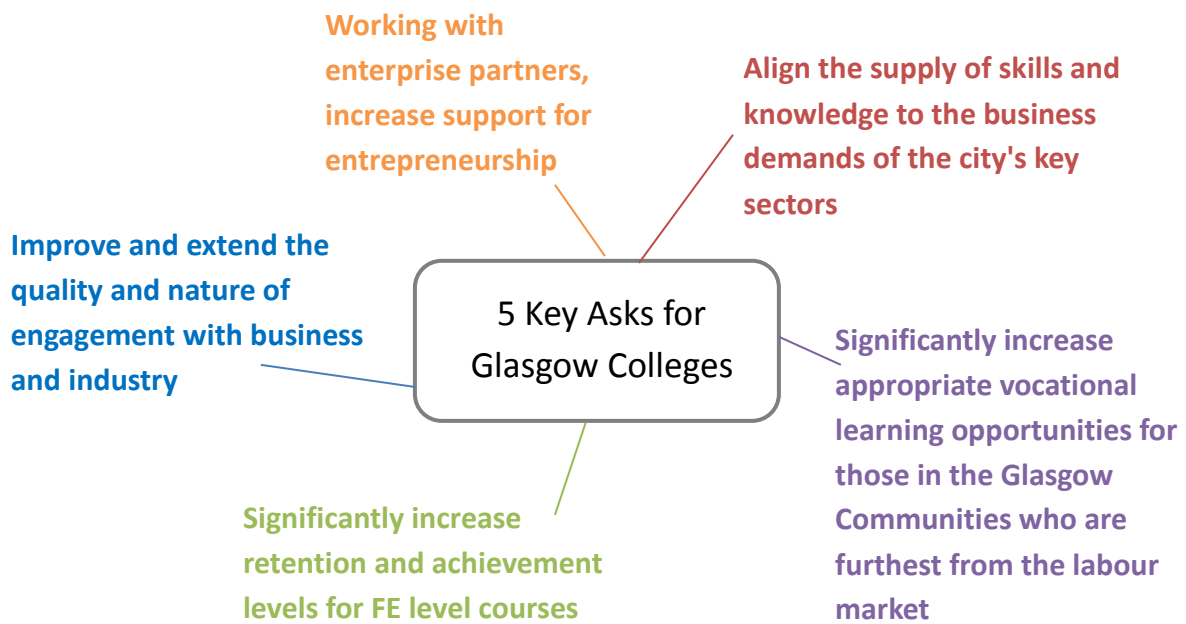 Working with
enterprise partners,
increase support for
entrepreneurship
Align the supply of skills and
knowledge to the business
demands of the city's key
sectors
Improve and extend the
quality and nature of
engagement with business
and industry
5 Key Asks for
Glasgow Colleges
Significantly increase
appropriate vocational
learning opportunities for
those in the Glasgow
Communities who are
furthest from the labour
market
Significantly increase
retention and achievement
levels for FE level courses